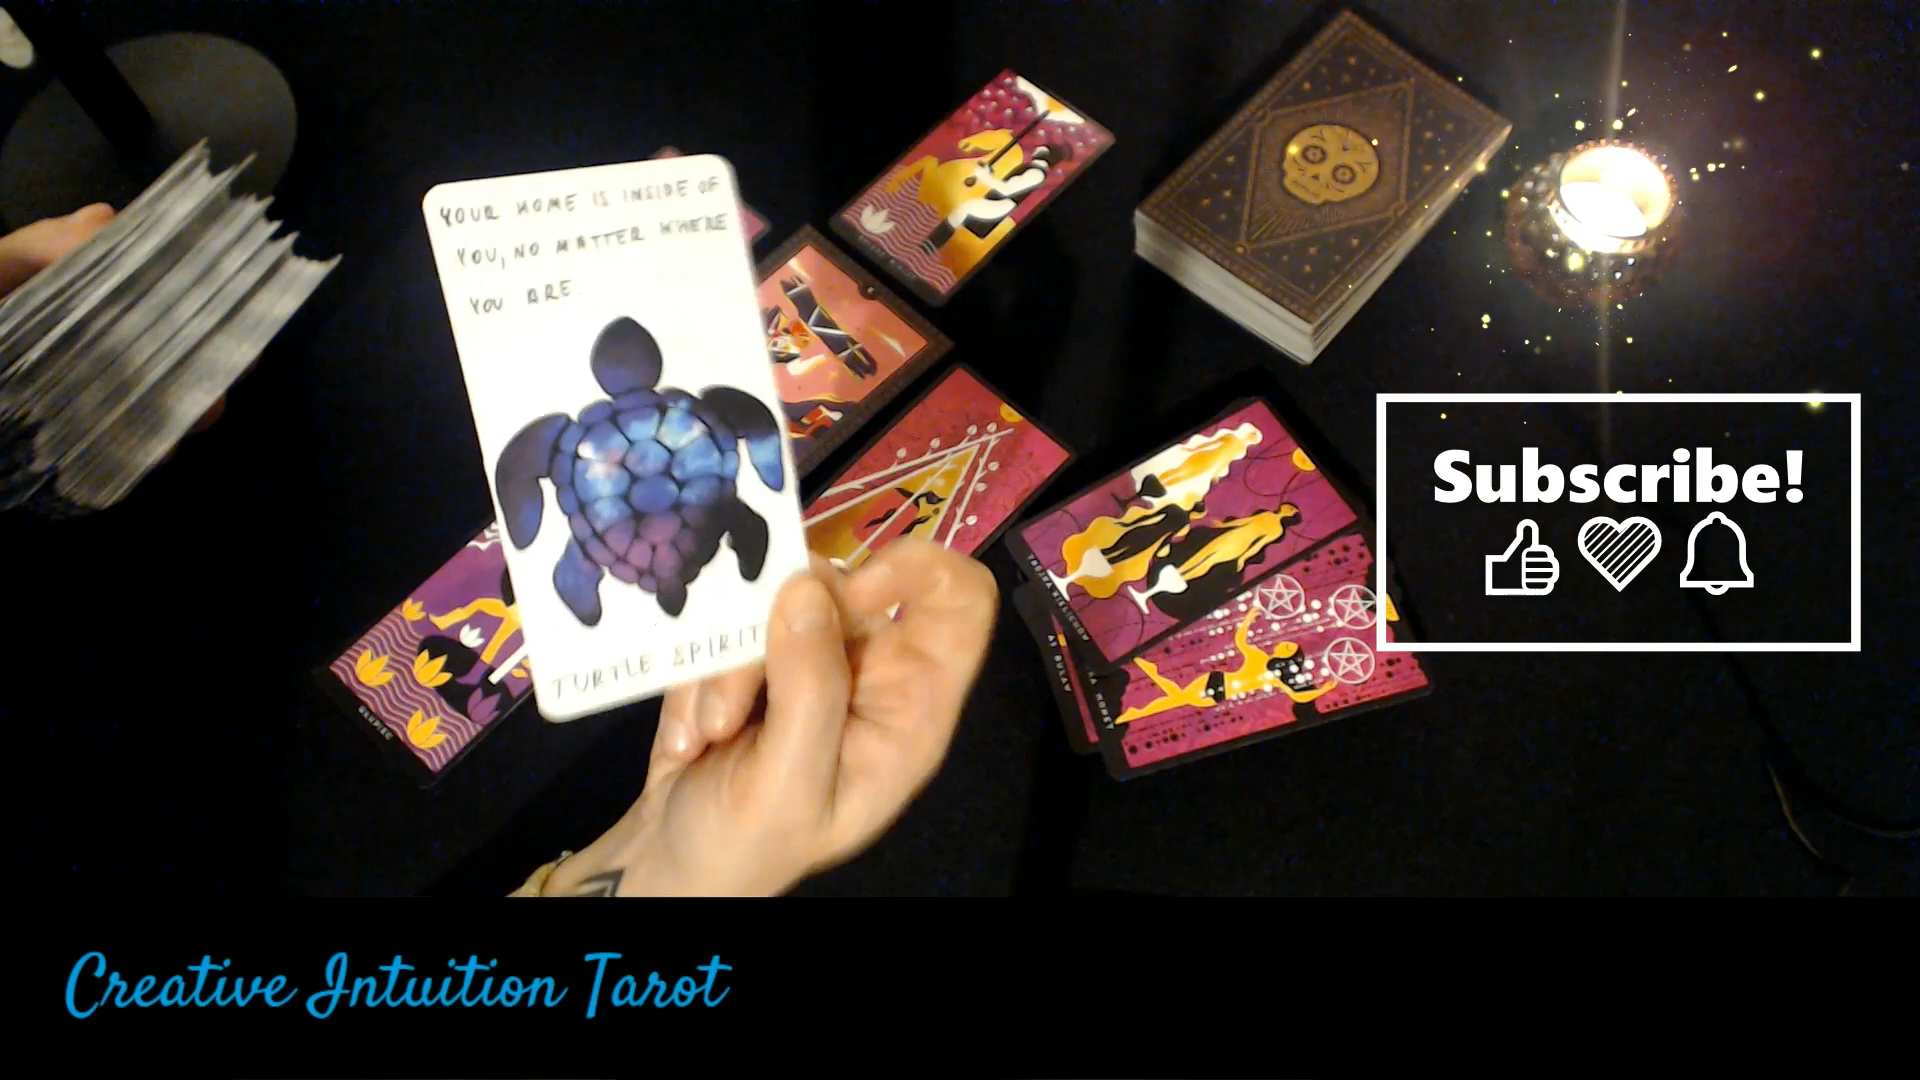 YOUR HOME IS INSIDE OF
YOU, NO MATTER WHERE
YOU ARE.
TURTLE SPIRIT
Subscribe!
Creative Intuition Tarot